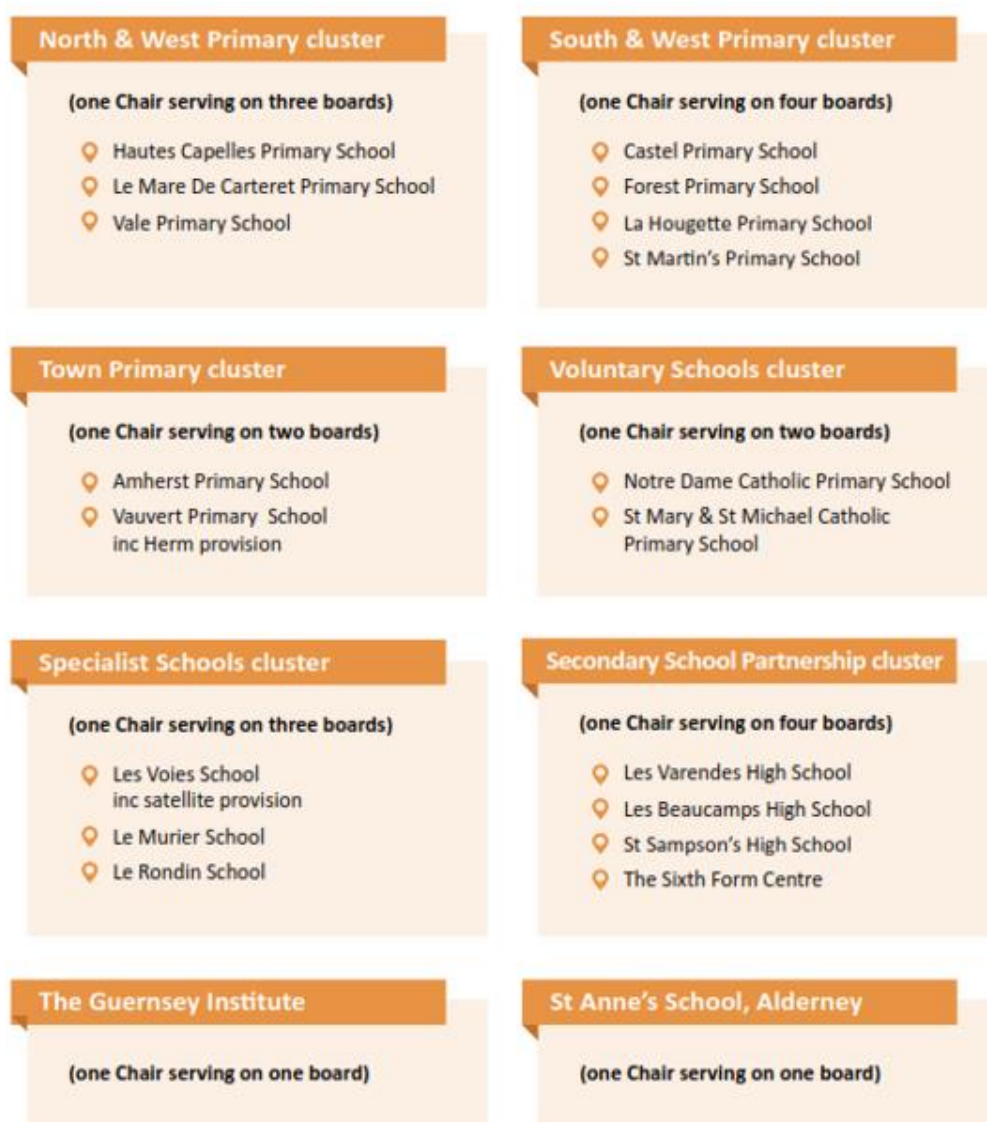 North & West Primary cluster
(one Chair serving on three boards)
Hautes Capelles Primary School
Le Mare De Carteret Primary School
Vale Primary School
South & West Primary cluster
(one Chair serving on four boards)
Castel Primary School
Forest Primary School
La Hougette Primary School
St Martin's Primary School
Town Primary cluster
(one Chair serving on two boards)
Amherst Primary School
Vauvert Primary School
inc Herm provision
Voluntary Schools cluster
(one Chair serving on two boards)
Notre Dame Catholic Primary School
St Mary & St Michael Catholic
Primary School
Specialist Schools cluster
(one Chair serving on three boards)
Les Voies School
inc satellite provision
Le Murier School
Le Rondin School
Secondary School Partnership cluster
(one Chair serving on four boards)
Les Varendes High School
Les Beaucamps High School
St Sampson's High School
The Sixth Form Centre
The Guernsey Institute
(one Chair serving on one board)
St Anne's School, Alderney
(one Chair serving on one board)